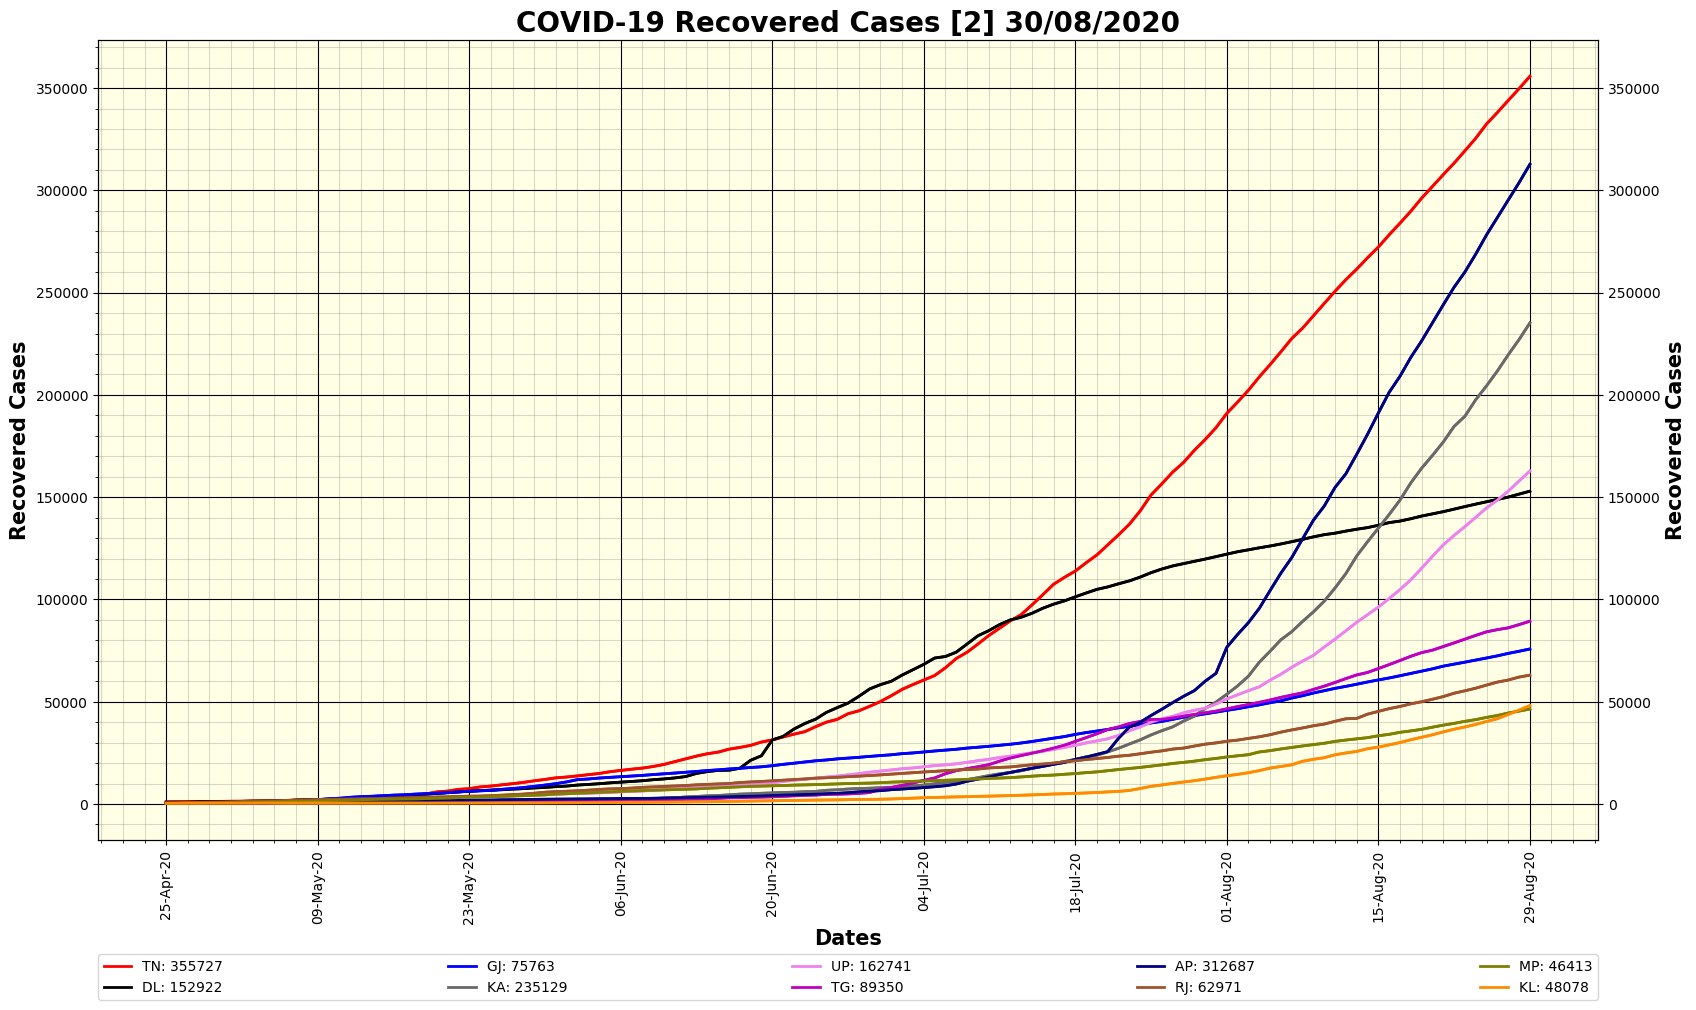 COVID-19 Recovered Cases [2] 30/08/2020
Recovered Cases
350000
300000
250000
200000
150000
100000
50000
0
350000
300000
250000
200000
150000
100000
50000
0
Recovered Cases
25-Apr-20
09-May-20
23-May-20
06-Jun-20
20-Jun-20
04-Jul-20
18-Jul-20
01-Aug-20
15-Aug-20
29-Aug-20
Dates
TN: 355727
DL: 152922
GJ: 75763
KA: 235129
UP: 162741
TG: 89350
AP: 312687
RJ: 62971
MP: 46413
KL: 48078